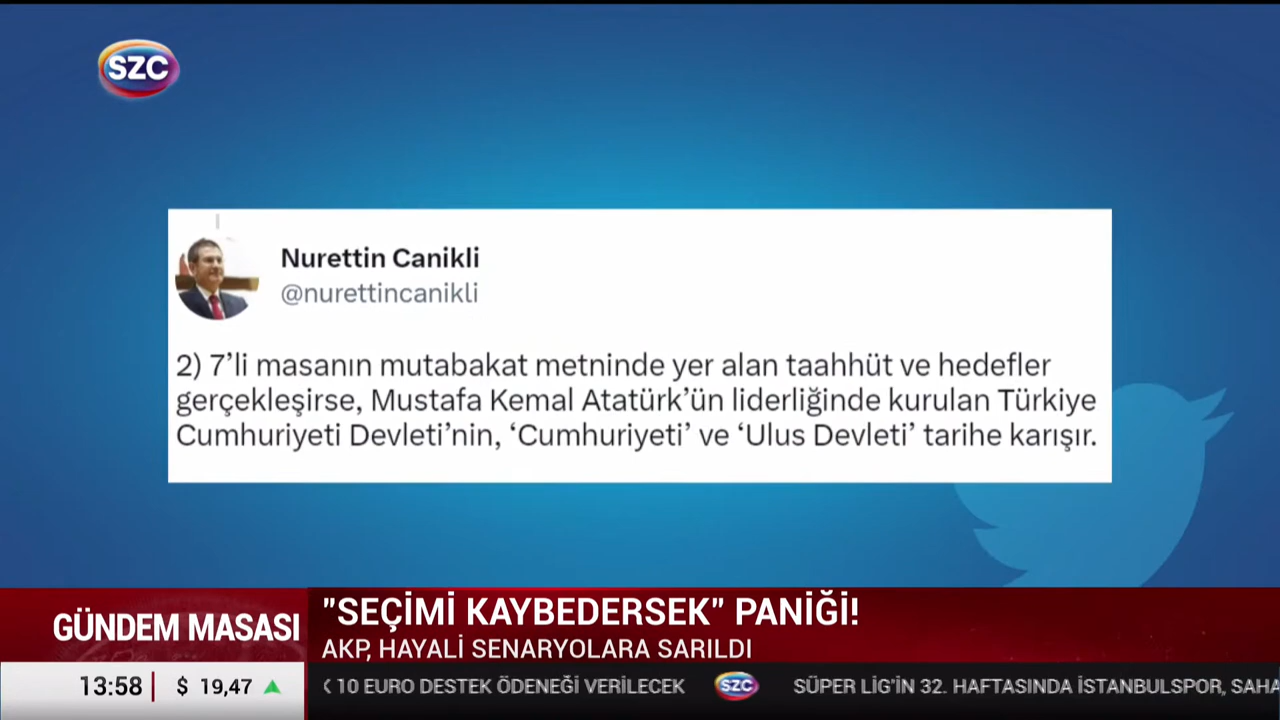 SZC
Nurettin Canikli
@nurettincanikli
2) 7’li masanın mutabakat metninde yer alan taahhüt ve hedefler
gerçekleşirse, Mustafa Kemal Atatürk’ün liderliğinde kurulan Türkiye
Cumhuriyeti Devleti’nin, ‘Cumhuriyeti’ ve ‘Ulus Devleti’ tarihe karışır.
GÜNDEM MASASI
"SEÇİMİ KAYBEDERSEK" PANİĞİ!
AKP, HAYALİ SENARYOLARA SARILDI
13:58 $ 19,47
10 EURO DESTEK ÖDENEĞİ VERİLECEK SZC SÜPER LİG'İN 32. HAFTASINDA İSTANBULSPOR,